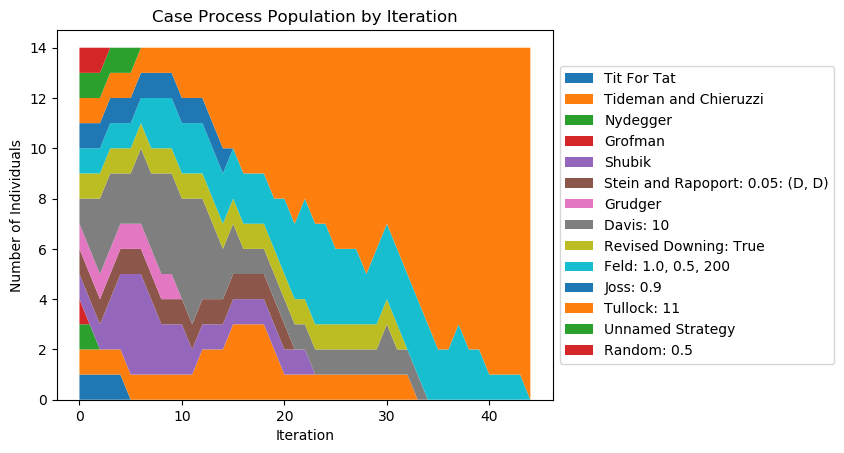 Case Process Population by Iteration
Number of Individuals
14
12
10
8
6
4
2
0
0
10
20
30
40
Iteration
Tit For Tat
Tideman and Chieruzzi
Nydegger
Grofman
Shubik
Stein and Rapoport: 0.05: (D, D)
Grudger
Davis: 10
Revised Downing: True
Feld: 1.0, 0.5, 200
Joss: 0.9
Tullock: 11
Unnamed Strategy
Random: 0.5